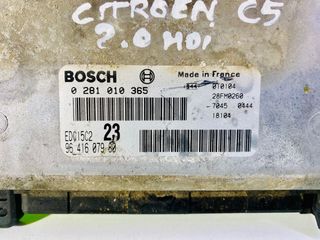 CITROEN C5
2.0 HDI
BOSCH
Made in France
0 281 010 365
010104
28FM0260
-7045 0444
18104
EDC15C2 23
96 416 079 80